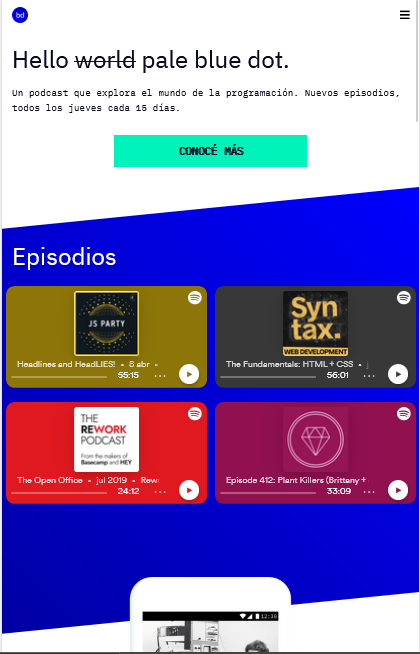 bd
Hello world pale blue dot.
Un podcast que explora el mundo de la programación. Nuevos episodios,
todos los jueves cada 15 días.
CONOCÉ MÁS
Episodios
JS PARTY
Headlines and HeadLIES! • 8 abr •
55:15
Syn
tax.
WEB DEVELOPMENT
The Fundamentals: HTML + CSS •
56:01
THE
REWORK
PODCAST
From the makers of
Basecamp and HEY
The Open Office • jul 2019 • Rew
24:12
Episode 412: Plant Killers (Brittany +
33:09
12:30